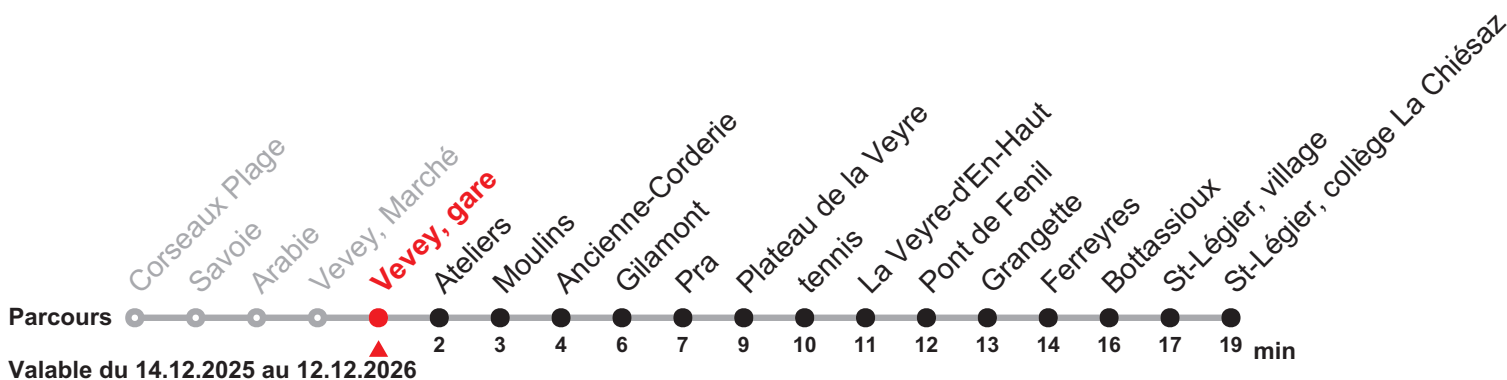 Corseaux Plage
Savoie
Arabie
Vevey, Marché
Vevey, gare
Ateliers
Moulins
Ancienne-Corderie
Gilamont
Pra
Plateau de la Veyre
tennis
La Veyre-d'En-Haut
Pont de Fenil
Grangette
Ferreyres
Bottassioux
St-Légier, village
St-Légier, collège La Chiésaz
Parcours
2 3 4 6 7 9 10 11 12 13 14 16 17 19 min
Valable du 14.12.2025 au 12.12.2026